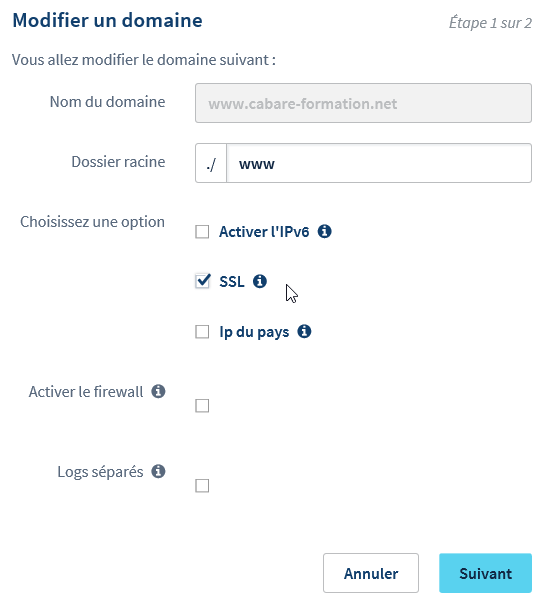 Modifier un domaine
Étape 1 sur 2
Vous allez modifier le domaine suivant :
Nom du domaine
www.cabare-formation.net
Dossier racine
./
www
Choisissez une option
Activer l'IPv6
SSL
Ip du pays
Activer le firewall
Logs séparés
Annuler
Suivant